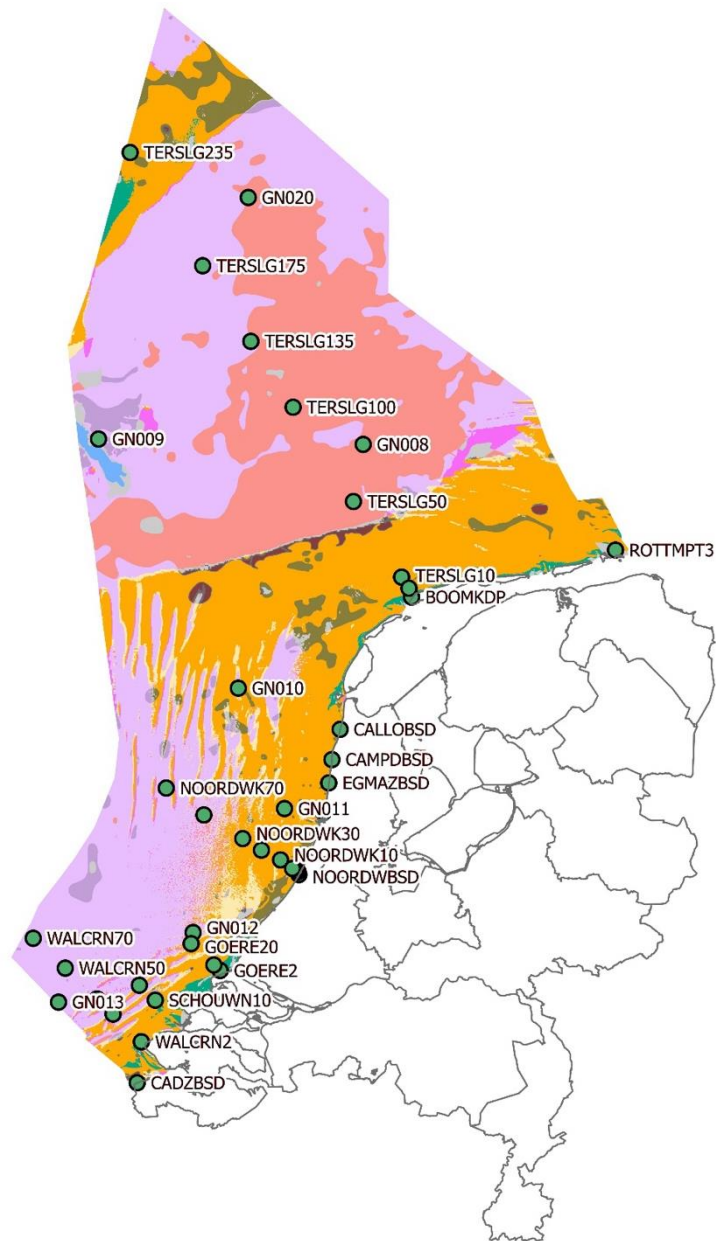 TERSLG235
GN020
TERSLG175
TERSLG135
TERSLG100
GN009
GN008
TERSLG50
ROTTMPT3
TERSLG10
BOOMKDP
GN010
CALLOBSD
CAMPDBSD
EGMAZBSD
NOORDWK70
GN011
NOORDWK30
NOORDWK10
NOORDWBSD
GN012
WALCRN70
GOERE20
WALCRN50
GOERE2
GN013
SCHOUWN10
WALCRN2
CADZBSD